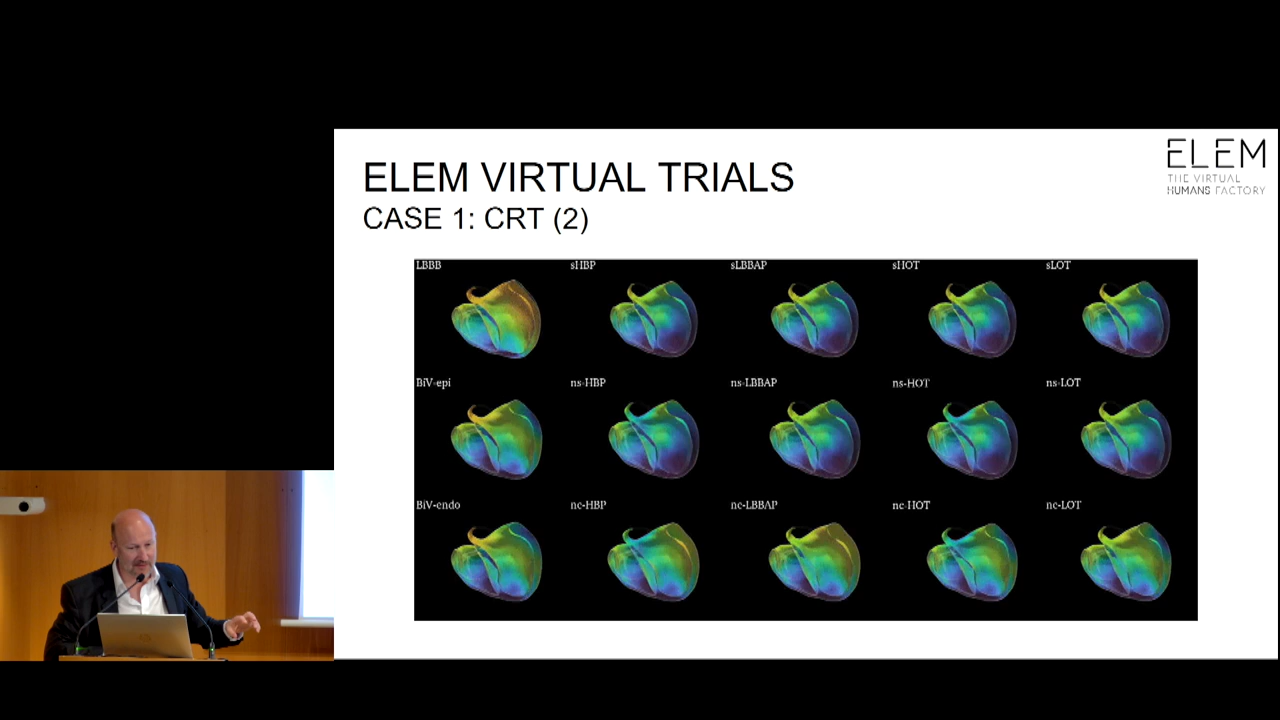 ELEM VIRTUAL TRIALS
CASE 1: CRT (2)
ELEM
THE VIRTUAL
HUMANS FACTORY
LBBB sHBP sLBBAP sHOT sLOT
BiV-epi ns-HBP ns-LBBAP ns-HOT ns-LOT
BiV-endo nc-HBP nc-LBBAP nc-HOT nc-LOT